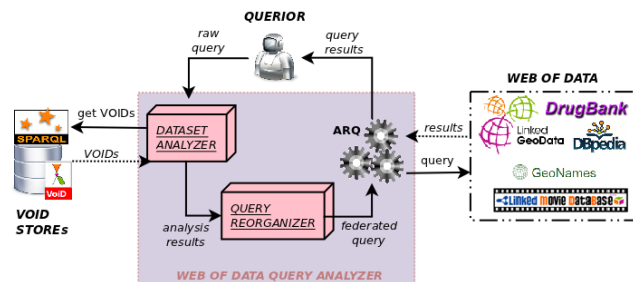 QUERIOR
raw
query
query
results
WEB OF DATA
get VOIDs
SPARQL
VOIDs
VoiD
VOID
STOREs
DATASET
ANALYZER
ARQ
results
query
DrugBank
Linked
GeoData
DBpedia
GeoNames
Linked Movie DataBase
analysis
results
QUERY
REORGANIZER
federated
query
WEB OF DATA QUERY ANALYZER